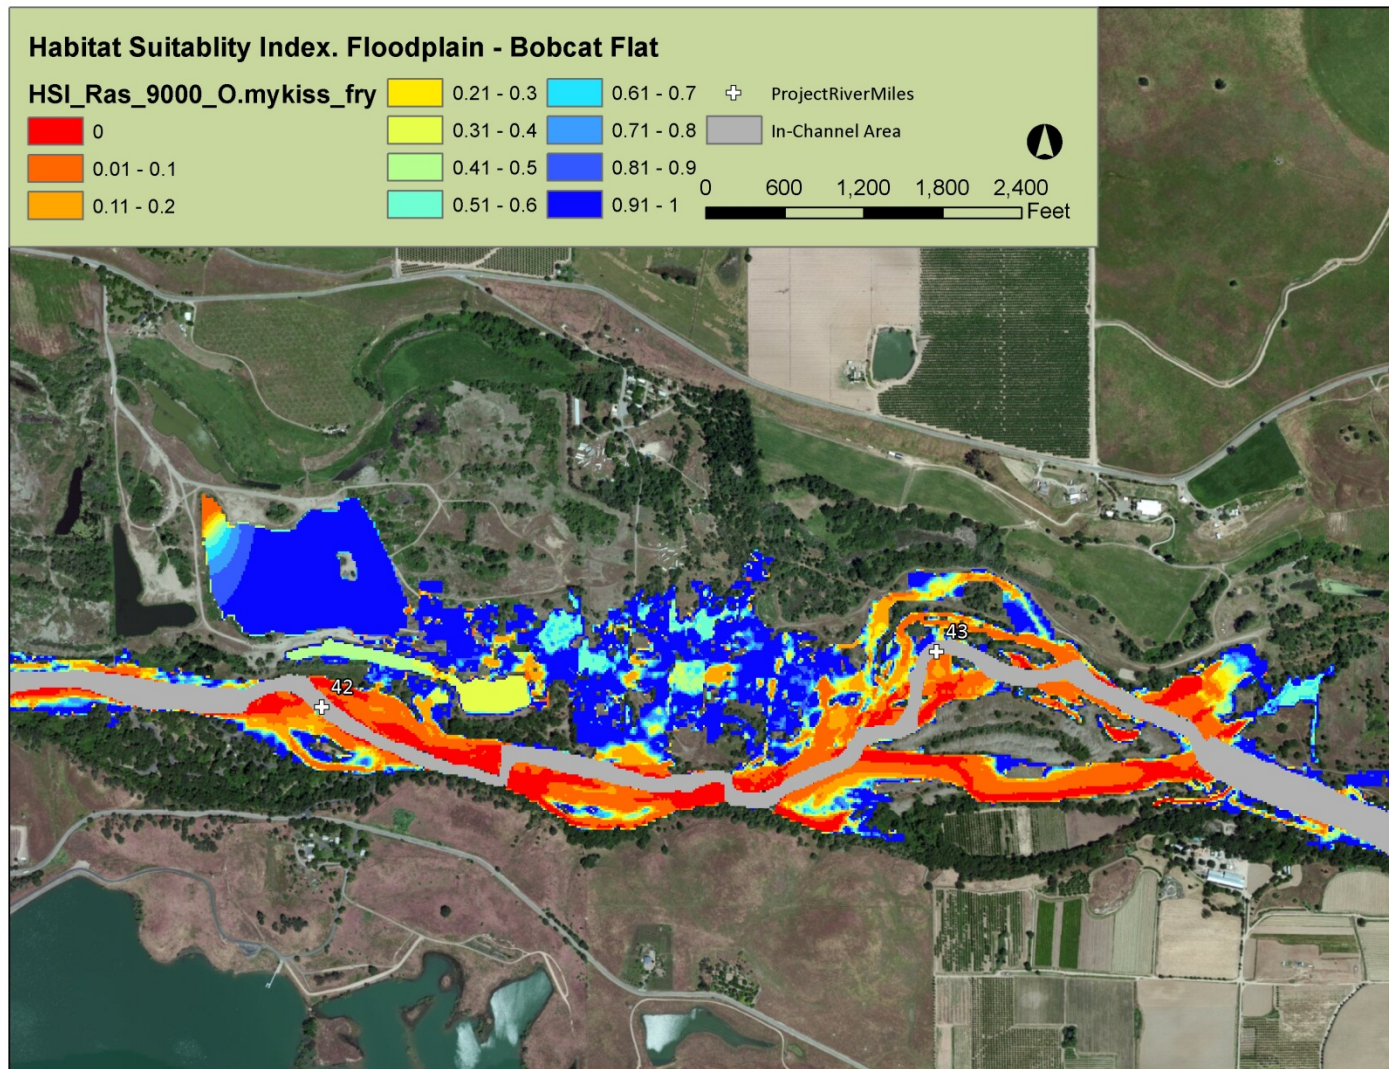 Habitat Suitablity Index. Floodplain - Bobcat Flat
HSI_Ras_9000_O.mykiss_fry
0
0.01 - 0.1
0.11 - 0.2
0.21 - 0.3
0.31 - 0.4
0.41 - 0.5
0.51 - 0.6
0.61 - 0.7
0.71 - 0.8
0.81 - 0.9
0.91 - 1
ProjectRiverMiles
In-Channel Area
0 600 1,200 1,800 2,400
Feet
43
42